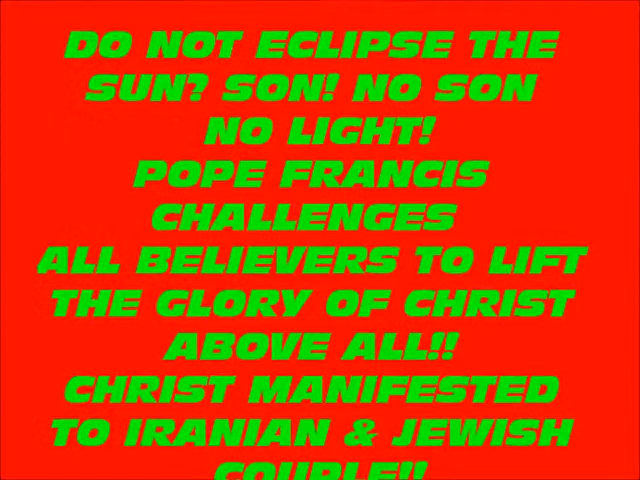 DO NOT ECLIPSE THE
SUN? SON! NO SON
NO LIGHT!
POPE FRANCIS
CHALLENGES
ALL BELIEVERS TO LIFT
THE GLORY OF CHRIST
ABOVE ALL!!
CHRIST MANIFESTED
TO IRANIAN & JEWISH
COUPLE!!